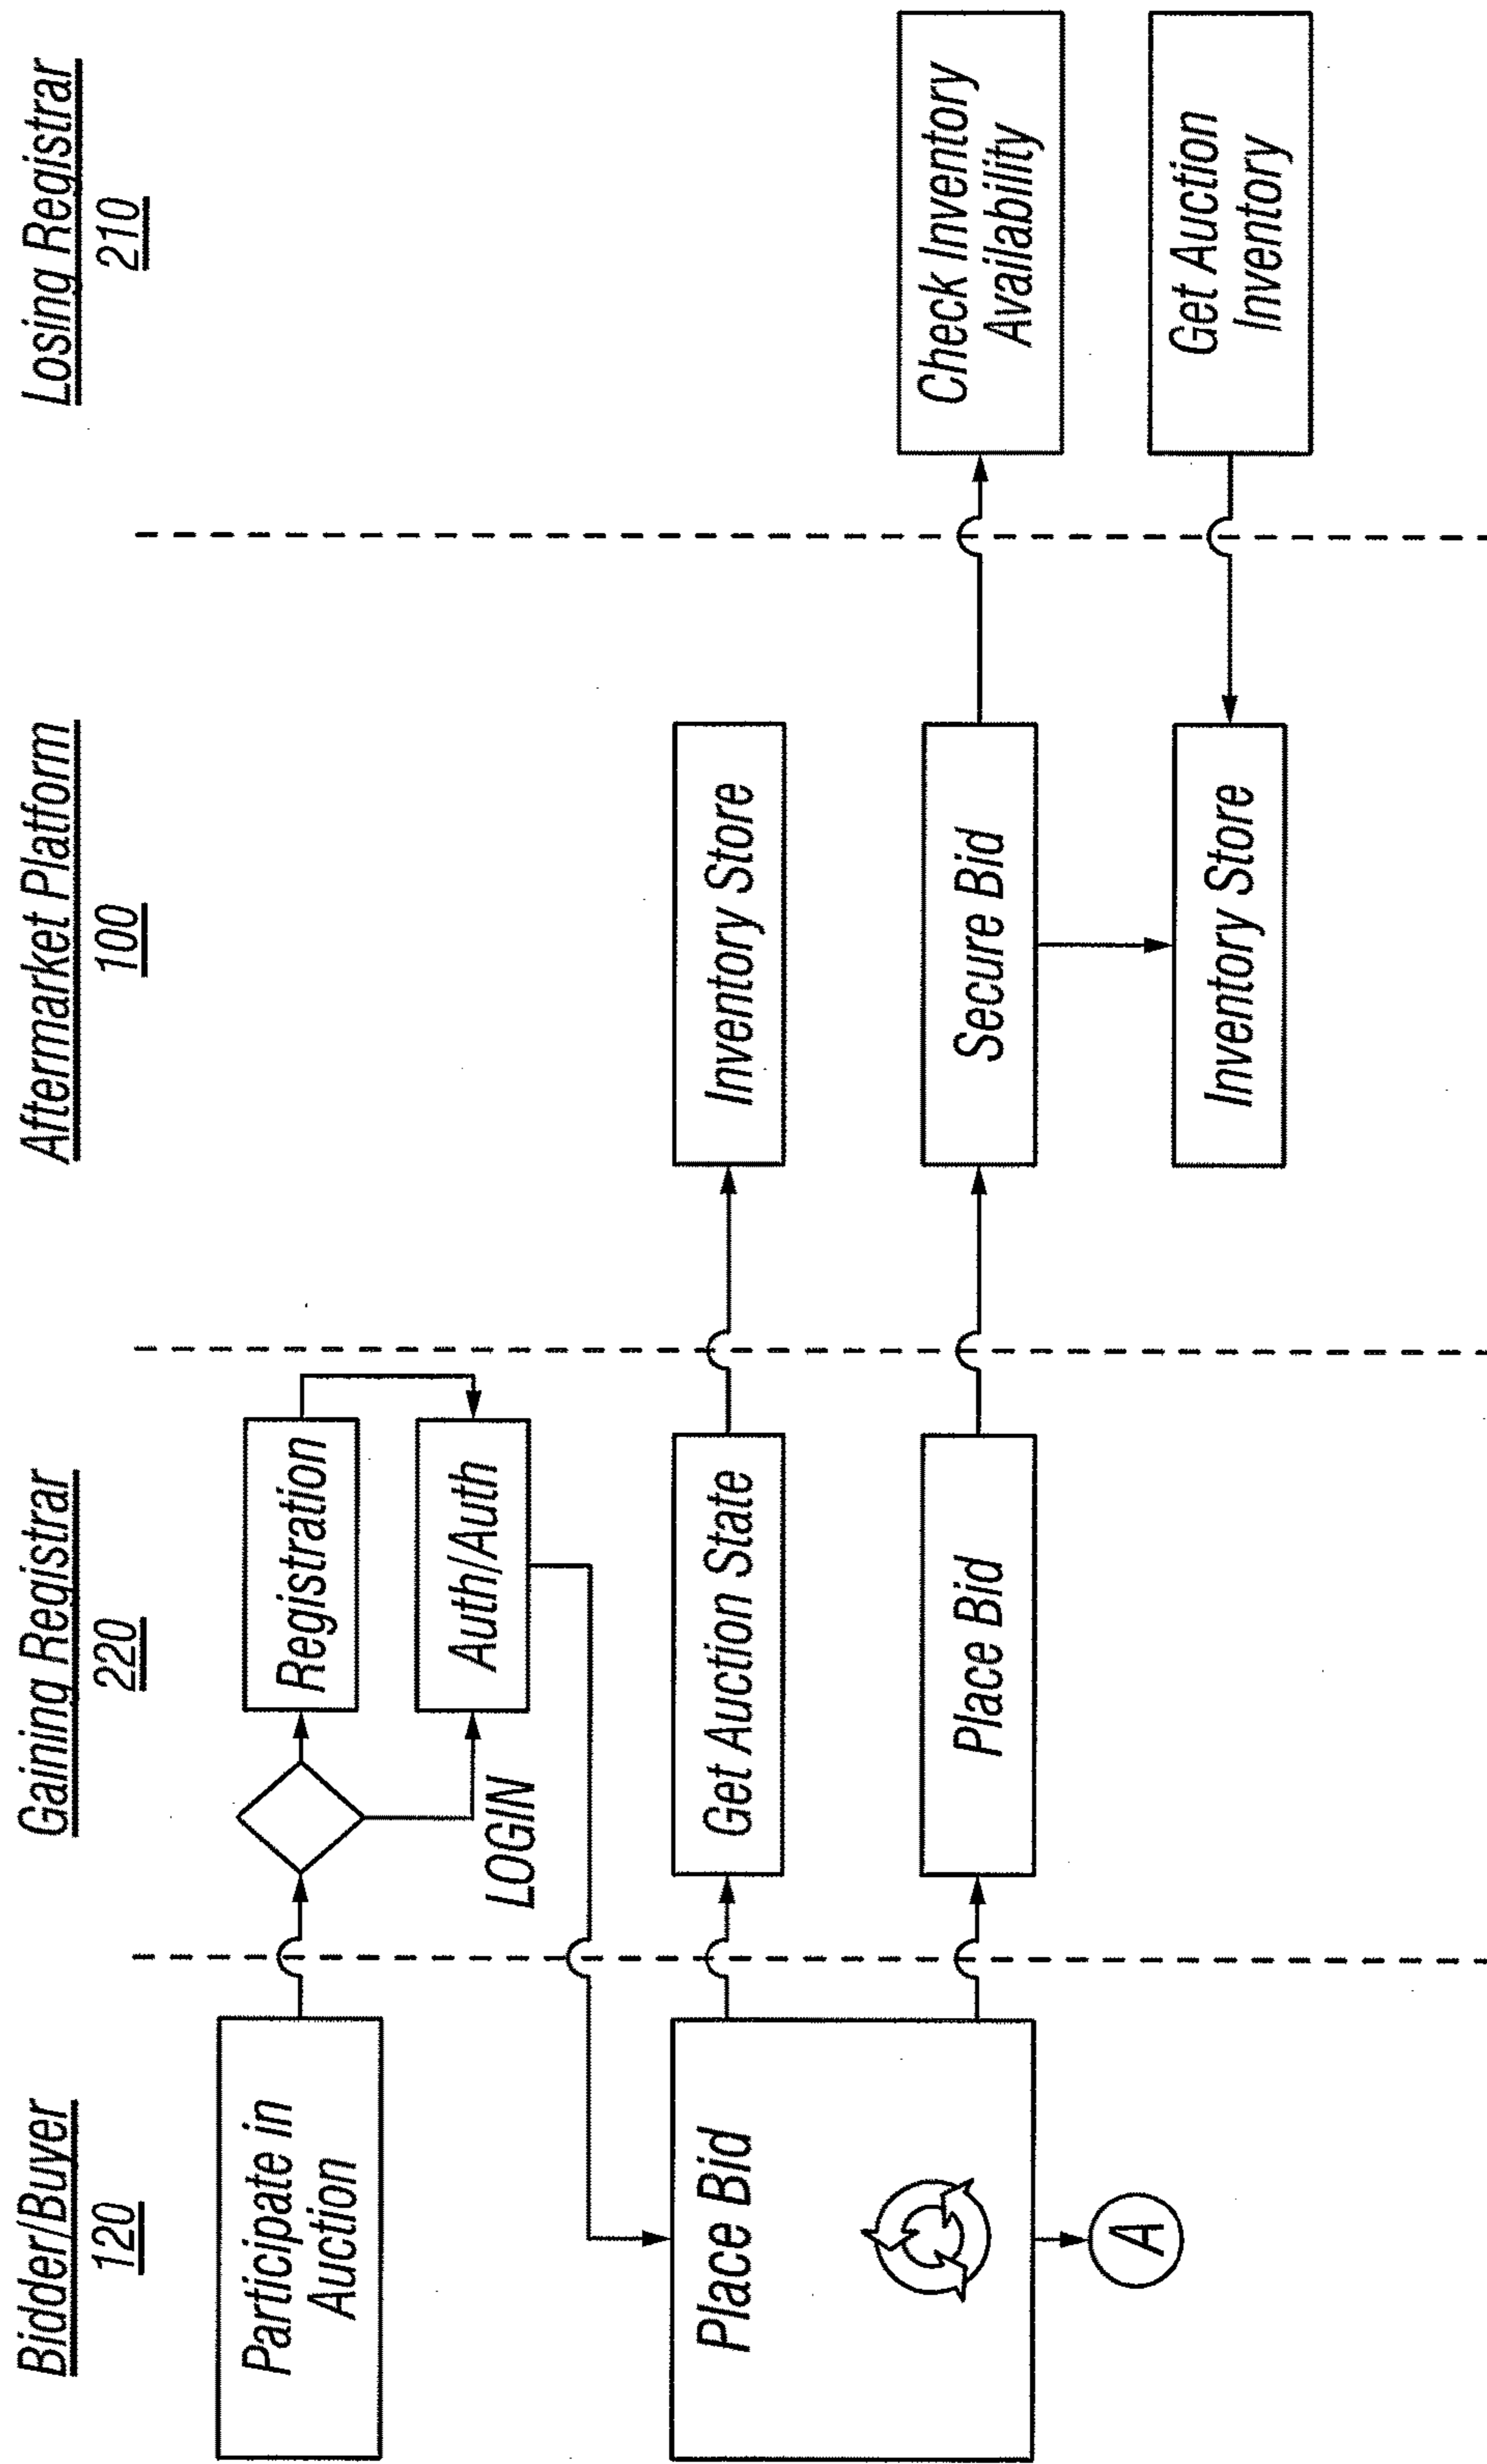 Bidder/Buyer
120
Gaining Registrar
220
Aftermarket Platform
100
Losing Registrar
210
Participate in
Auction
Registration
LOGIN
Auth/Auth
Place Bid
Get Auction State
Inventory Store
Place Bid
Secure Bid
Check Inventory
Availability
Inventory Store
Get Auction
Inventory
A